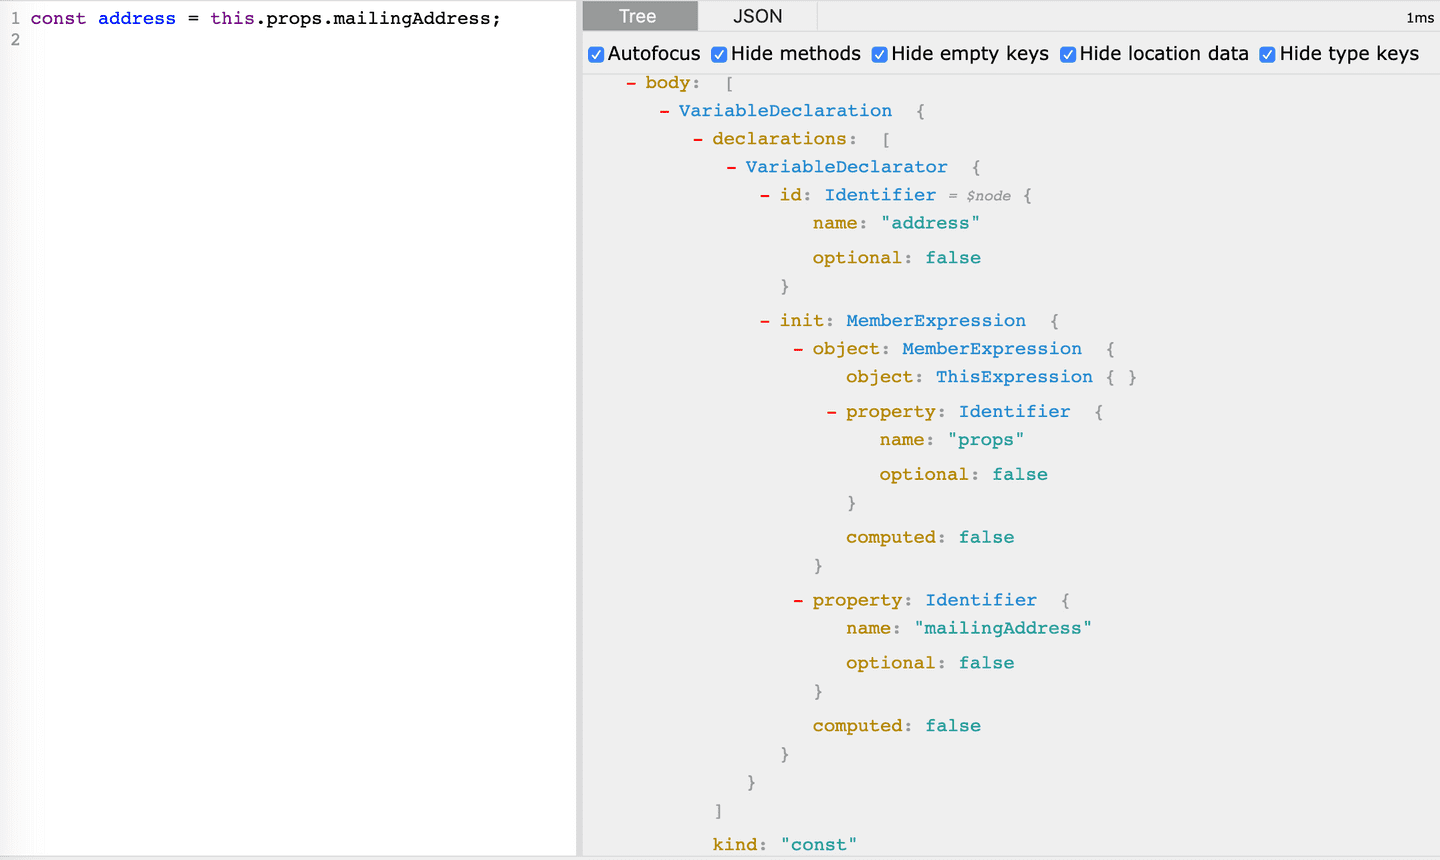 1 const address = this.props.mailingAddress;
2
Tree JSON 1ms
Autofocus Hide methods Hide empty keys Hide location data Hide type keys
- body: [
- VariableDeclaration {
- declarations: [
- VariableDeclarator {
- id: Identifier = $node {
name: "address"
optional: false
}
- init: MemberExpression {
- object: MemberExpression {
object: ThisExpression { }
- property: Identifier {
name: "props"
optional: false
}
computed: false
}
- property: Identifier {
name: "mailingAddress"
optional: false
}
computed: false
}
}
]
kind: "const"